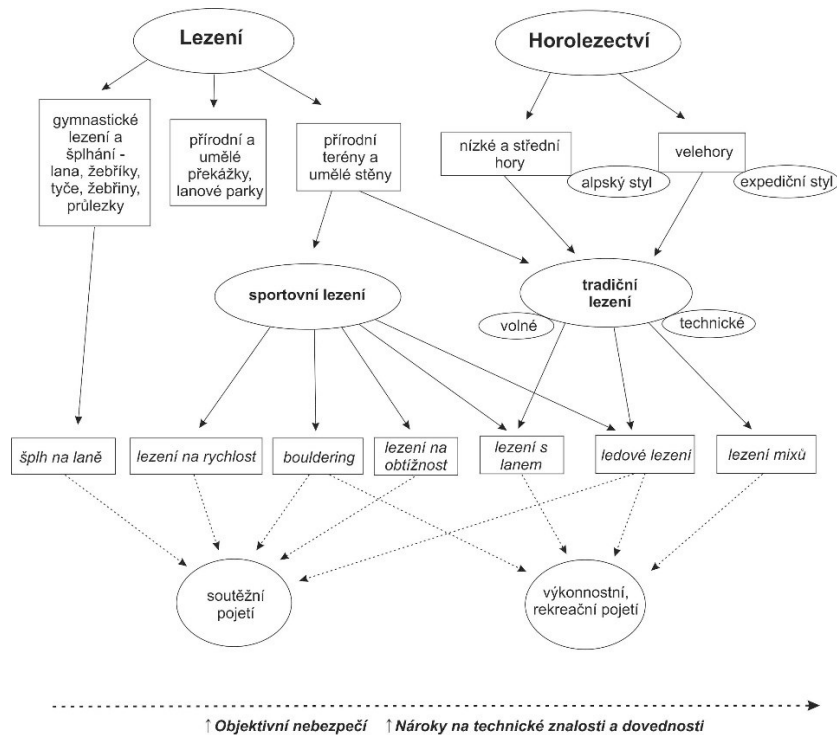 Lezení
Horolezectví
gymnastické
lezení a
šplhání -
lana, žebříky,
tyče, žebřiny,
průlezky
přírodní a
umělé
překážky,
lanové parky
přírodní
terény a
umělé stěny
nízké a střední
hory
alpský styl
velehory
expediční styl
sportovní lezení
tradiční
lezení
volné
technické
šplh na laně
lezení na rychlost
bouldering
lezení na
obtížnost
lezení s
lanem
ledové lezení
lezení mixů
soutěžní
pojetí
výkonnostní,
rekreační pojetí
↑ Objektivní nebezpečí ↑ Nároky na technické znalosti a dovednosti